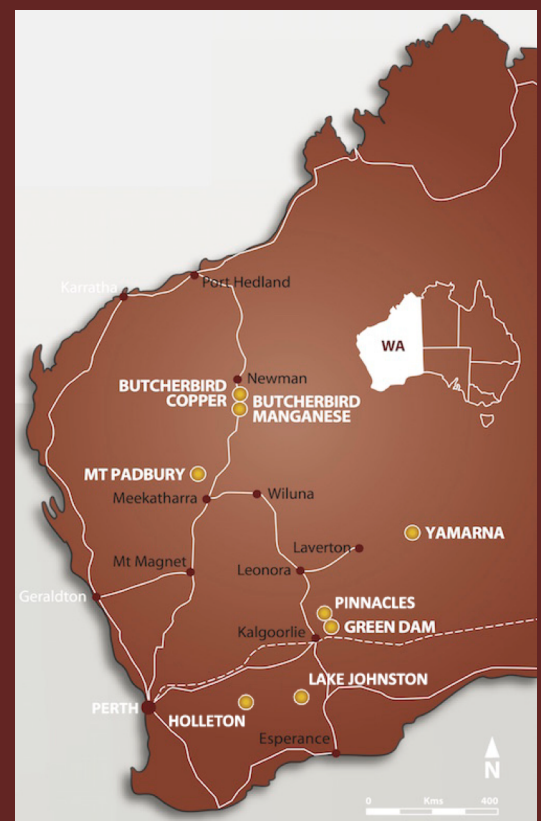 Karratha
Port Hedland
WA
Newman
BUTCHERBIRD
COPPER
BUTCHERBIRD
MANGANESE
MT PADBURY
Meekatharra
Wiluna
YAMARNA
Laverton
Mt Magnet
Leonora
Geraldton
PINNACLES
GREEN DAM
Kalgoorlie
LAKE JOHNSTON
PERTH
HOLLETON
Esperance
N
0 Kms 400